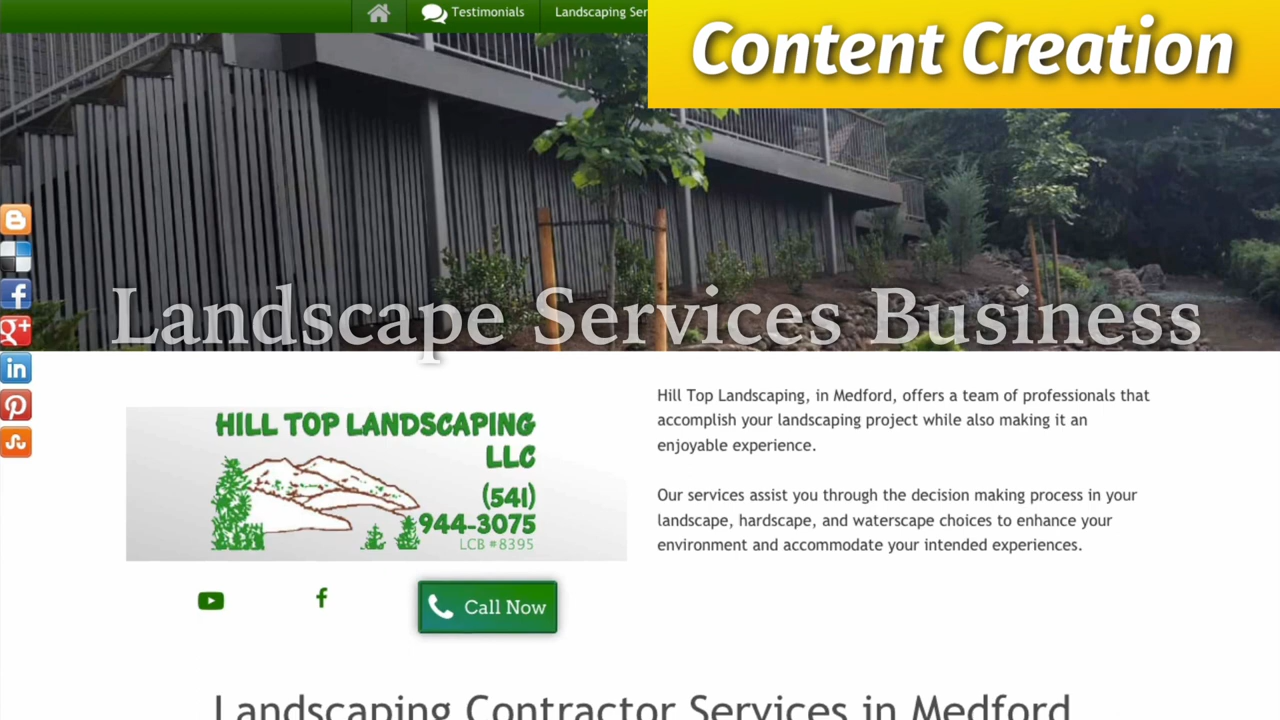 Testimonials
Landscaping Ser
Content Creation
Landscape Services Business
HILL TOP LANDSCAPING
LLC
(541)
944-3075
LCB #8395
Call Now
Hill Top Landscaping, in Medford, offers a team of professionals that
accomplish your landscaping project while also making it an
enjoyable experience.
Our services assist you through the decision making process in your
landscape, hardscape, and waterscape choices to enhance your
environment and accommodate your intended experiences.
Landscaping Contractor Services in Medford